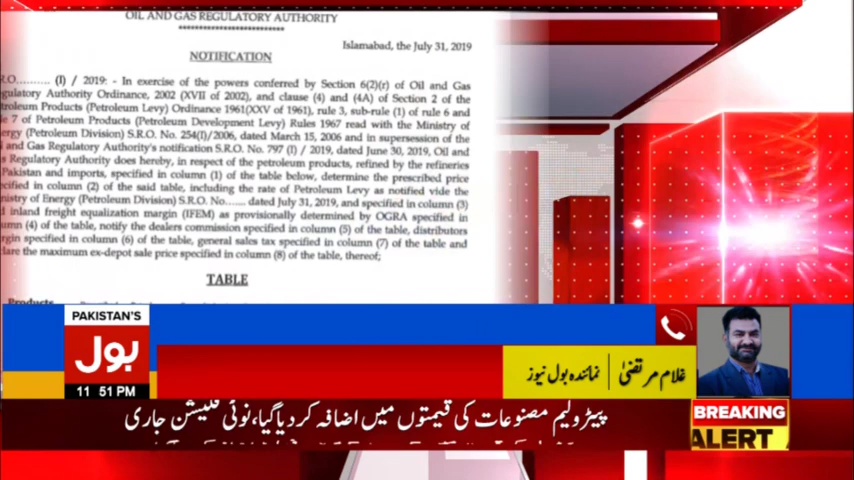 OIL AND GAS REGULATORY AUTHORITY
*************************
NOTIFICATION
Islamabad, the July 31, 2019
R.O.......... (I) / 2019: - In exercise of the powers conferred by Section 6(2)(r) of Oil and Gas
gulatory Authority Ordinance, 2002 (XVII of 2002), and clause (4) and (4A) of Section 2 of the
troleum Products (Petroleum Levy) Ordinance 1961(XXV of 1961), rule 3, sub-rule (1) of rule 6 and
le 7 of Petroleum Products (Petroleum Development Levy) Rules 1967 read with the Ministry of
ergy (Petroleum Division) S.R.O. No. 254(I)/2006, dated March 15, 2006 and in supersession of the
and Gas Regulatory Authority's notification S.R.O. No. 797 (I) / 2019, dated June 30, 2019, Oil and
s Regulatory Authority does hereby, in respect of the petroleum products, refined by the refineries
Pakistan and imports, specified in column (1) of the table below, determine the prescribed price
cified in column (2) of the said table, including the rate of Petroleum Levy as notified vide the
nistry of Energy (Petroleum Division) S.R.O. No....... dated July 31, 2019, and specified in column (3)
inland freight equalization margin (IFEM) as provisionally determined by OGRA specified in
umn (4) of the table, notify the dealers commission specified in column (5) of the table, distributors
rgin specified in column (6) of the table, general sales tax specified in column (7) of the table and
lare the maximum ex-depot sale price specified in column (8) of the table, thereof;
TABLE
Products
PAKISTAN'S
بول
11 51 PM
غلام مرتضیٰ
نمائندہ بول نیوز
پیٹرولیم مصنوعات کی قیمتوں میں اضافہ کر دیا گیا، نوٹی فکیشن جاری
BREAKING
ALERT